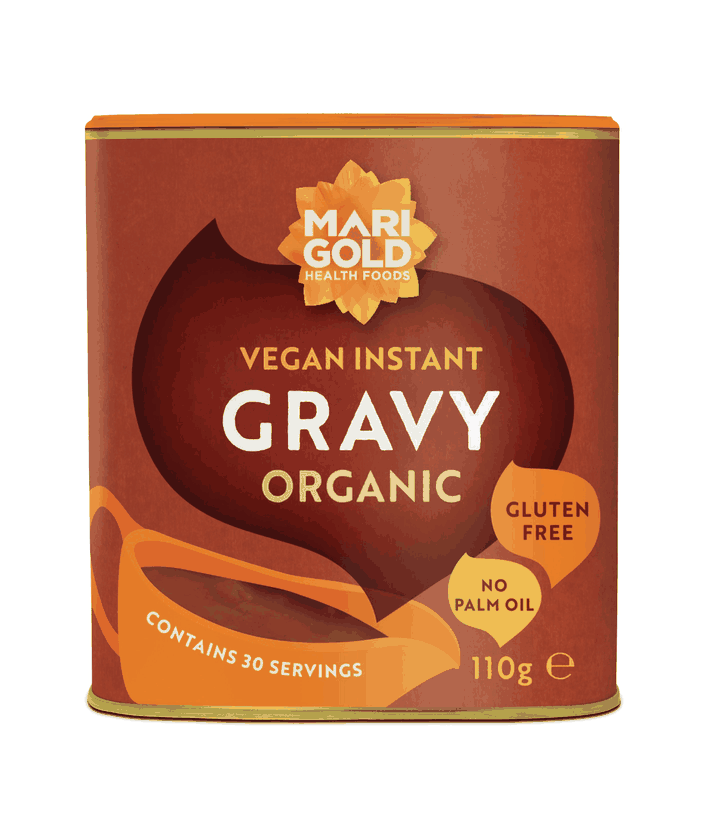 MARI
GOLD
HEALTH FOODS
VEGAN INSTANT
GRAVY
ORGANIC
GLUTEN
FREE
NO
PALM OIL
CONTAINS 30 SERVINGS
110g ℮